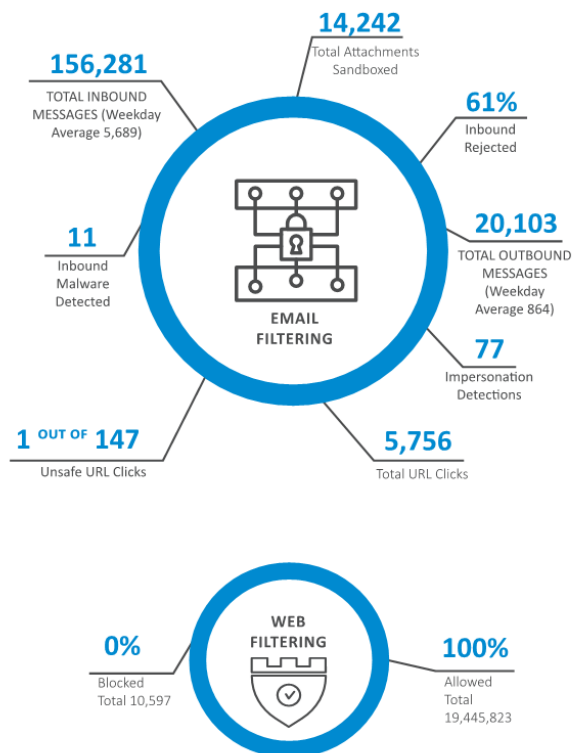 14,242
Total Attachments
Sandboxed
156,281
TOTAL INBOUND
MESSAGES (Weekday
Average 5,689)
61%
Inbound
Rejected
11
Inbound
Malware
Detected
EMAIL
FILTERING
20,103
TOTAL OUTBOUND
MESSAGES
(Weekday
Average 864)
77
Impersonation
Detections
1 OUT OF 147
Unsafe URL Clicks
5,756
Total URL Clicks
WEB
FILTERING
0%
Blocked
Total 10,597
100%
Allowed
Total
19,445,823